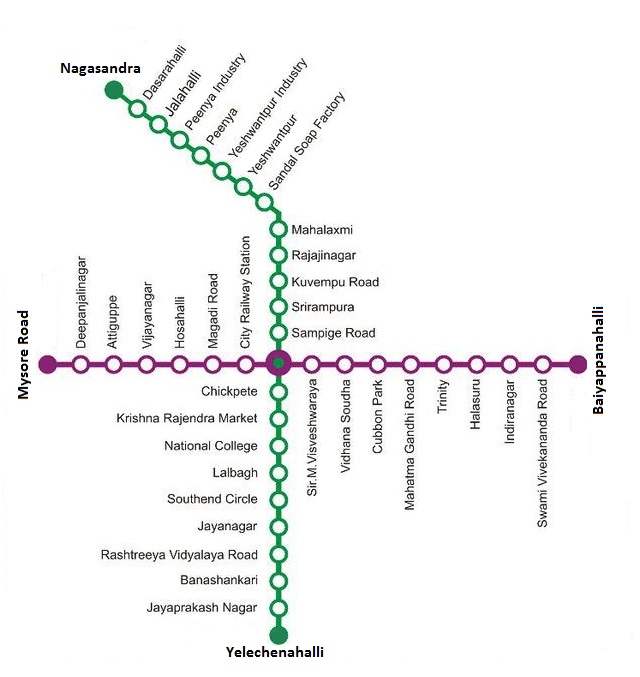 Nagasandra
Dasarahalli
Jalahalli
Peenya Industry
Peenya
Yeshwantpur Industry
Yeshwantpur
Sandal Soap Factory
Mahalaxmi
Rajajinagar
Kuvempu Road
Srirampura
Sampige Road
Mysore Road
Deepanjalinagar
Attiguppe
Vijayanagar
Hosahalli
Magadi Road
City Railway Station
Sir.M.Visveshwaraya
Vidhana Soudha
Cubbon Park
Mahatma Gandhi Road
Trinity
Halasuru
Indiranagar
Swami Vivekananda Road
Baiyappanahalli
Chickpete
Krishna Rajendra Market
National College
Lalbagh
Southend Circle
Jayanagar
Rashtreeya Vidyalaya Road
Banashankari
Jayaprakash Nagar
Yelechenahalli